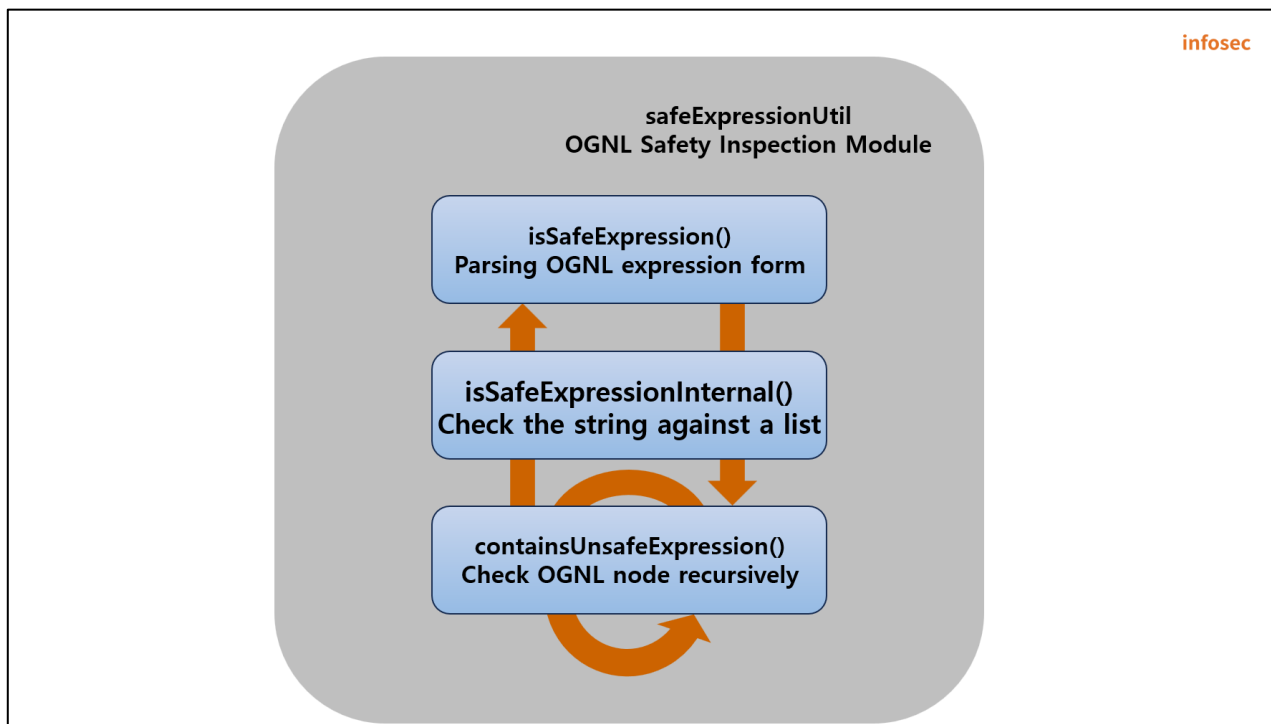 infosec
safeExpressionUtil
OGNL Safety Inspection Module
isSafeExpression()
Parsing OGNL expression form
isSafeExpressionInternal()
Check the string against a list
containsUnsafeExpression()
Check OGNL node recursively